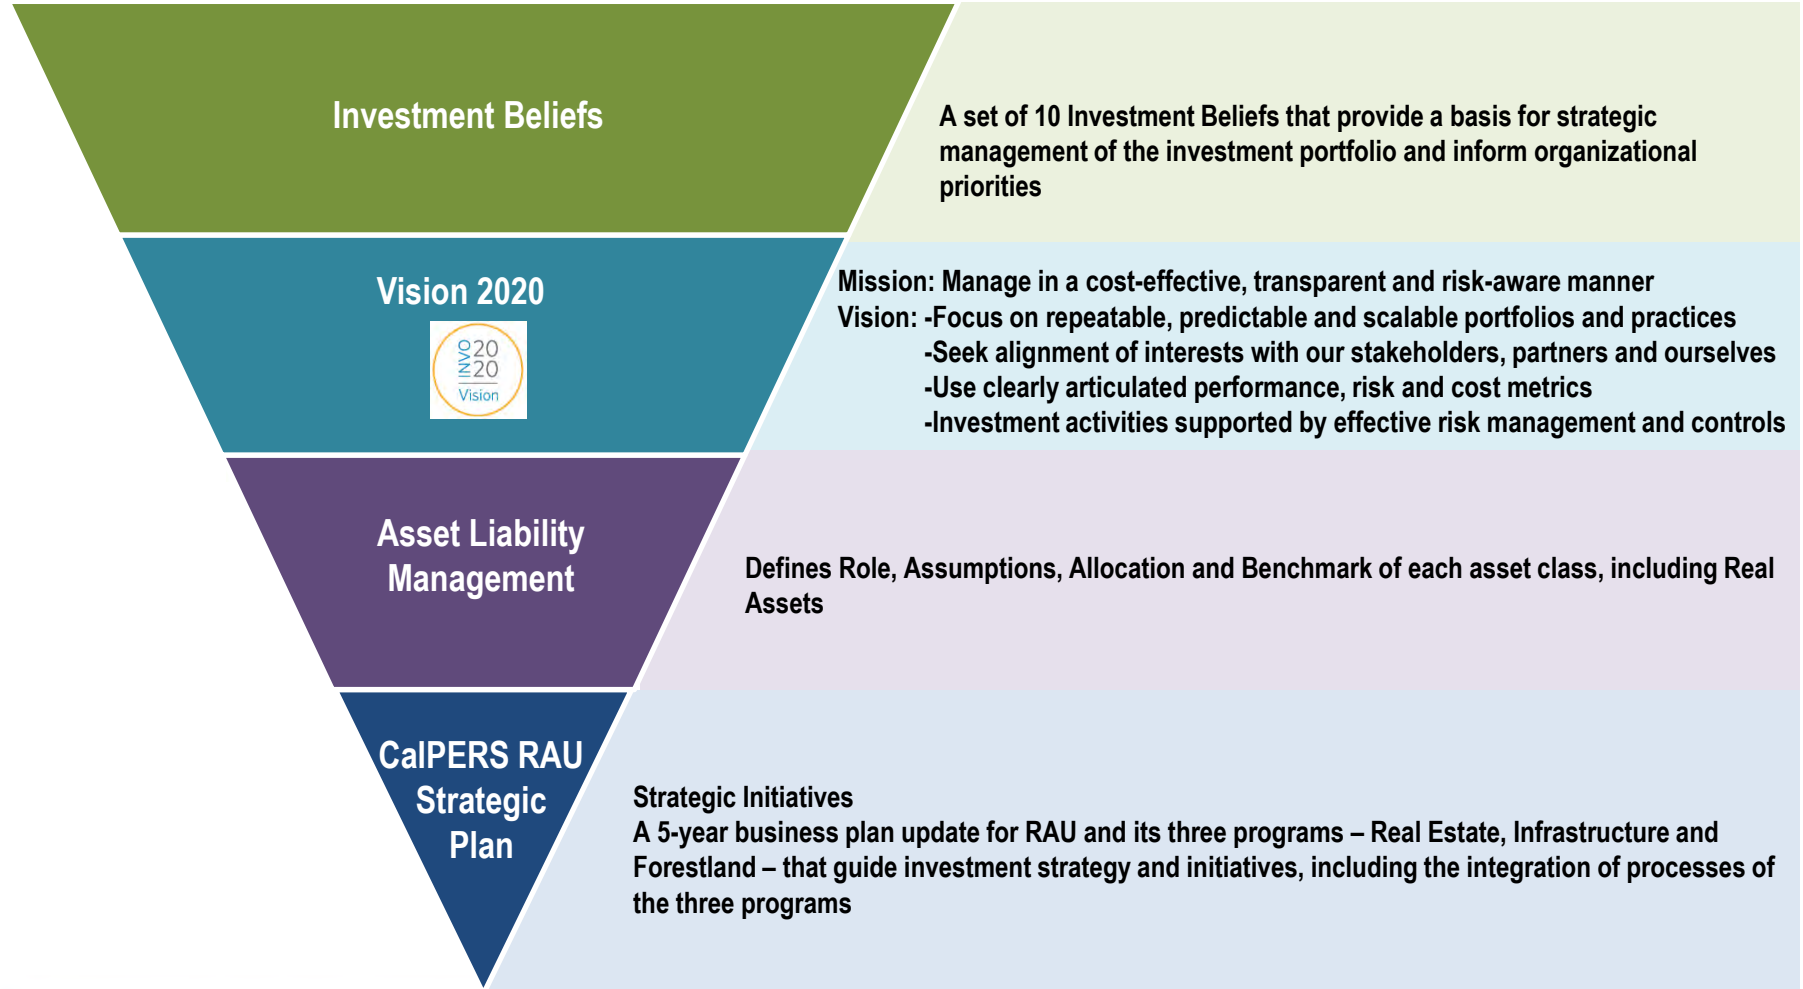 Investment Beliefs
A set of 10 Investment Beliefs that provide a basis for strategic
management of the investment portfolio and inform organizational
priorities
Vision 2020
INVO
20
20
Vision
Mission: Manage in a cost-effective, transparent and risk-aware manner
Vision: -Focus on repeatable, predictable and scalable portfolios and practices
-Seek alignment of interests with our stakeholders, partners and ourselves
-Use clearly articulated performance, risk and cost metrics
-Investment activities supported by effective risk management and controls
Asset Liability
Management
Defines Role, Assumptions, Allocation and Benchmark of each asset class, including Real
Assets
CalPERS RAU
Strategic
Plan
Strategic Initiatives
A 5-year business plan update for RAU and its three programs – Real Estate, Infrastructure and
Forestland – that guide investment strategy and initiatives, including the integration of processes of
the three programs